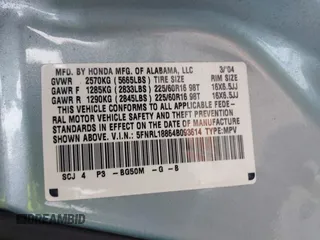 MFD. BY HONDA MFG. OF ALABAMA, LLC 3/'04
GVWR 2570KG (5665LBS) TIRE SIZE RIM SIZE
GAWR F 1285KG (2833LBS) 225/60R16 98T 16X6.5JJ
GAWR R 1290KG (2845LBS) 225/60R16 98T 16X6.5JJ
THIS VEHICLE CONFORMS TO ALL APPLICABLE FEDE-
RAL MOTOR VEHICLE SAFETY AND THEFT PREVENTION
STANDARDS IN EFFECT ON THE DATE OF MANUFACTURE
SHOWN ABOVE. V.I.N.: 5FNRL18864B093614 TYPE:MPV
SCJ 4 P3 -BG50M -G -B
DREAMBID